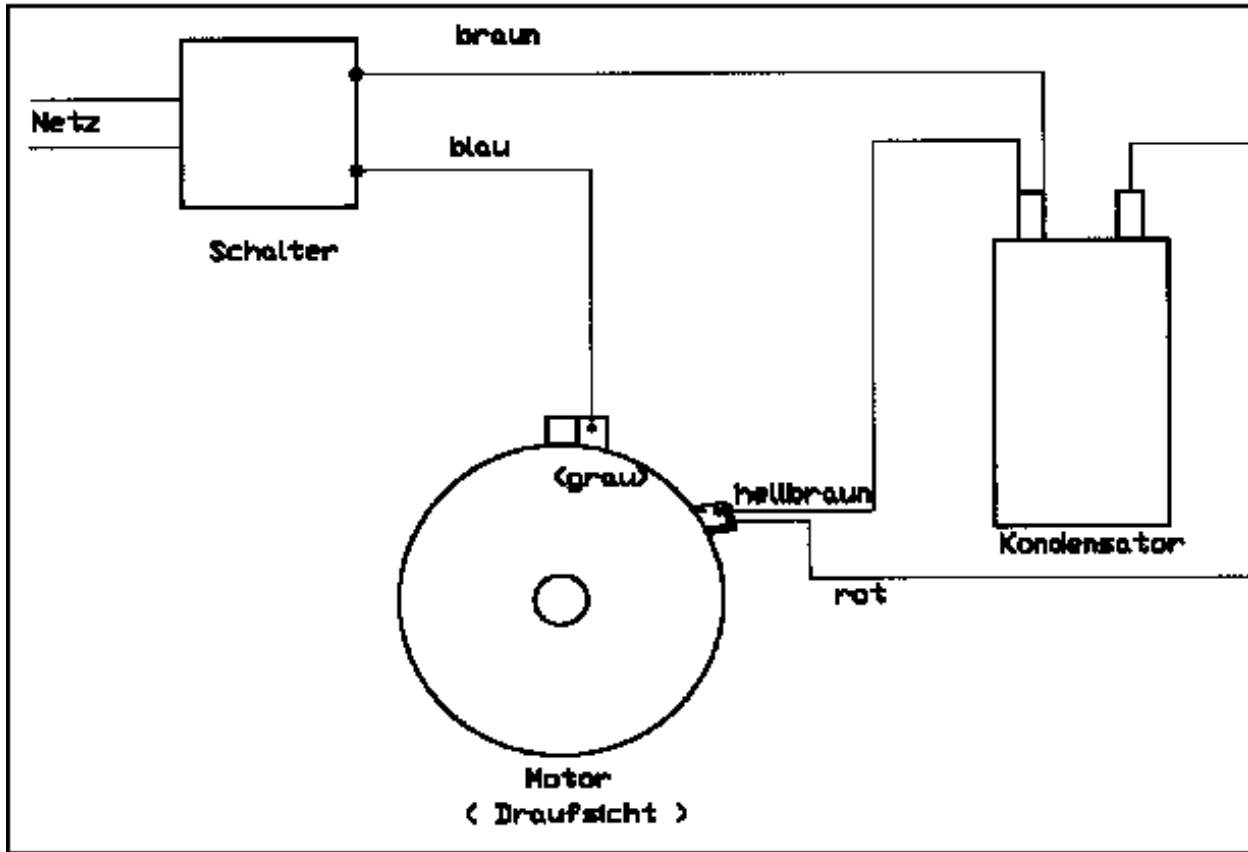 braun
Netz
blau
Schalter
(grau)
hellbraun
Kondensator
rot
Motor
( Draufsicht )